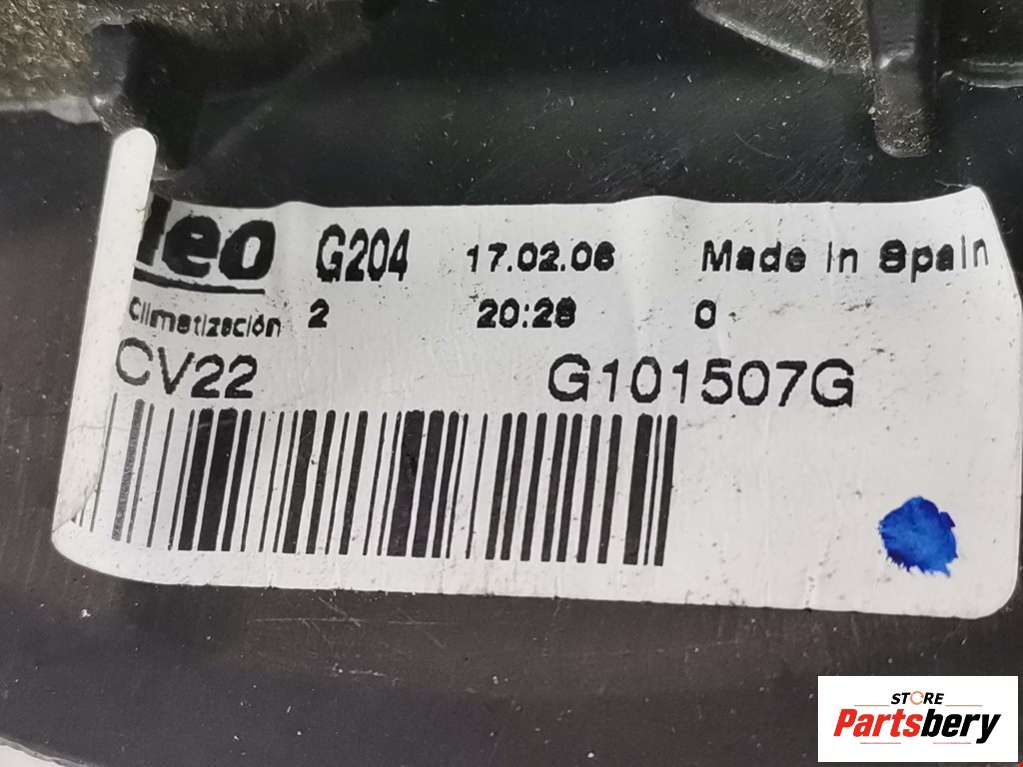 leo G204 17.02.06 Made in Spain
Climatización 2 20:28 0
CV22 G101507G
STORE
Partsbery